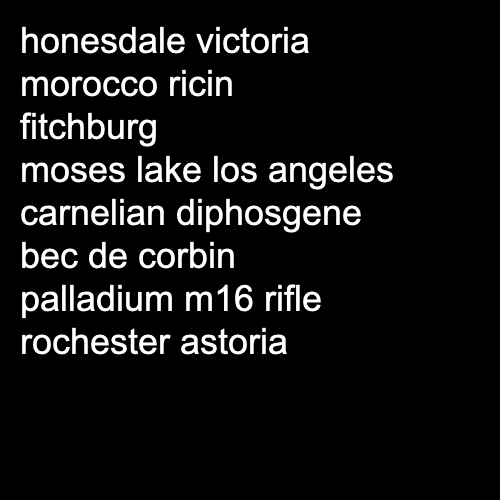 honesdale victoria
morocco ricin
fitchburg
moses lake los angeles
carnelian diphosgene
bec de corbin
palladium m16 rifle
rochester astoria